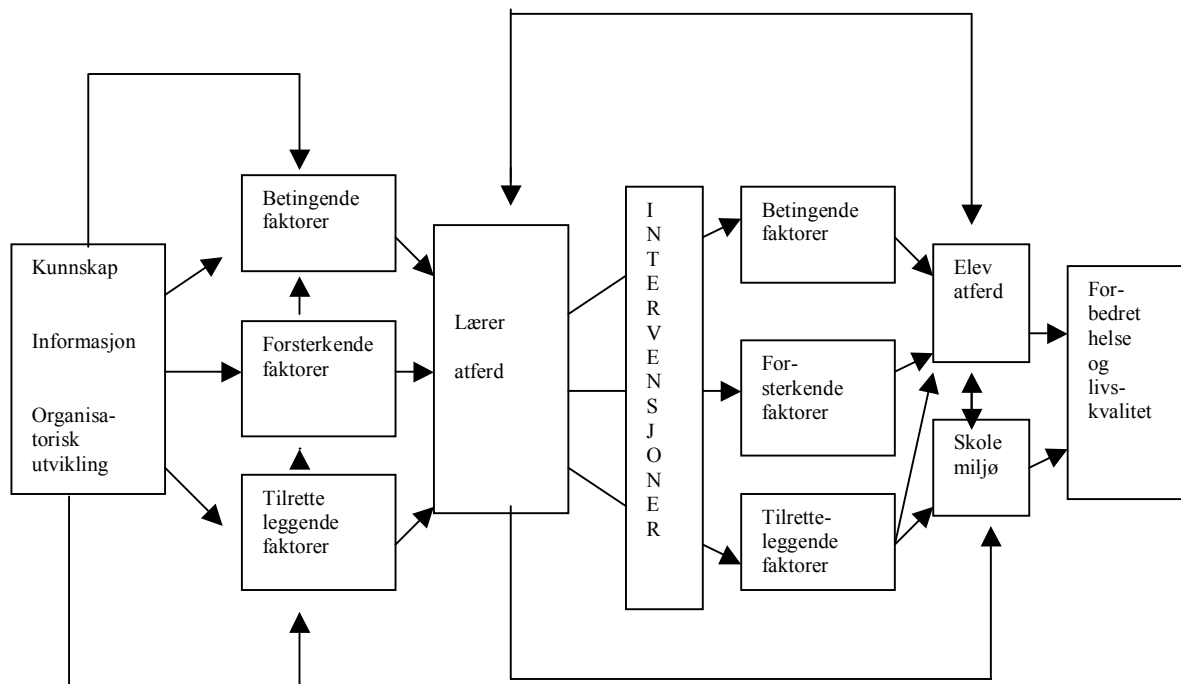 Kunnskap
Informasjon
Organisa-
torisk
utvikling
Betingende
faktorer
Forsterkende
faktorer
Tilrette
leggende
faktorer
Lærer
atferd
I
N
T
E
R
V
E
N
S
J
O
N
E
R
Betingende
faktorer
For-
sterkende
faktorer
Tilrette-
leggende
faktorer
Elev
atferd
Skole
miljø
For-
bedret
helse
og
livs-
kvalitet